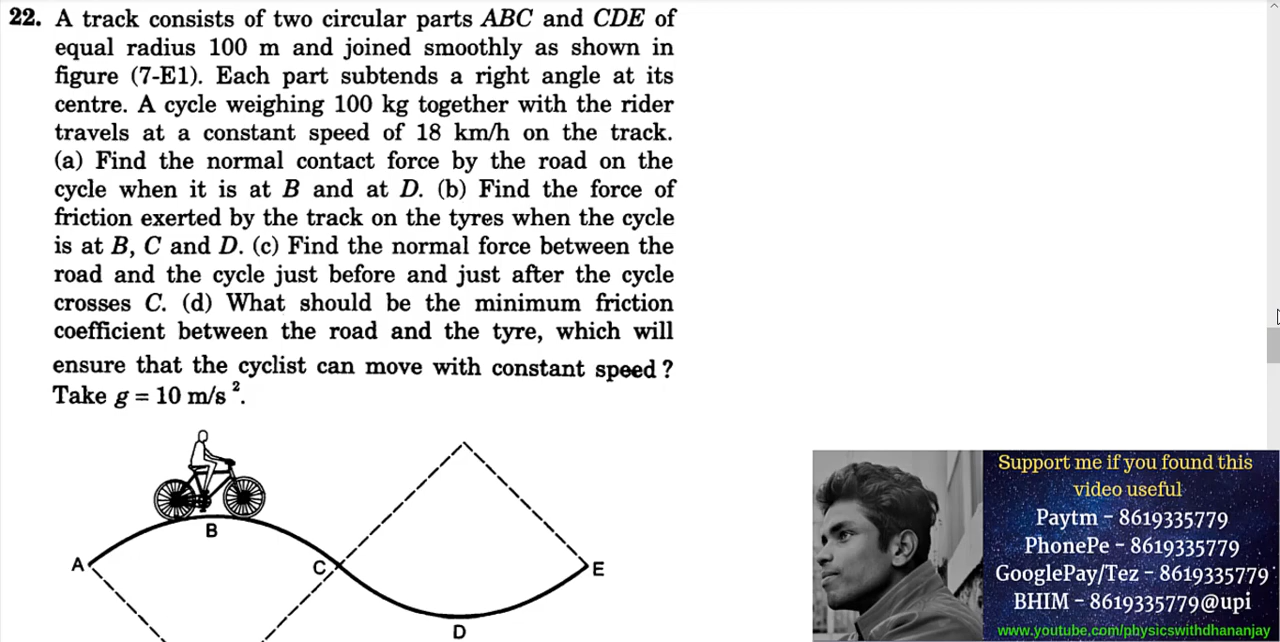 22. A track consists of two circular parts ABC and CDE of
equal radius 100 m and joined smoothly as shown in
figure (7-E1). Each part subtends a right angle at its
centre. A cycle weighing 100 kg together with the rider
travels at a constant speed of 18 km/h on the track.
(a) Find the normal contact force by the road on the
cycle when it is at B and at D. (b) Find the force of
friction exerted by the track on the tyres when the cycle
is at B, C and D. (c) Find the normal force between the
road and the cycle just before and just after the cycle
crosses C. (d) What should be the minimum friction
coefficient between the road and the tyre, which will
ensure that the cyclist can move with constant speed ?
Take g = 10 m/s ².
B
A
C
E
D
Support me if you found this
video useful
Paytm - 8619335779
PhonePe - 8619335779
GooglePay/Tez - 8619335779
BHIM - 8619335779@upi
www.youtube.com/physicswithdhananjay